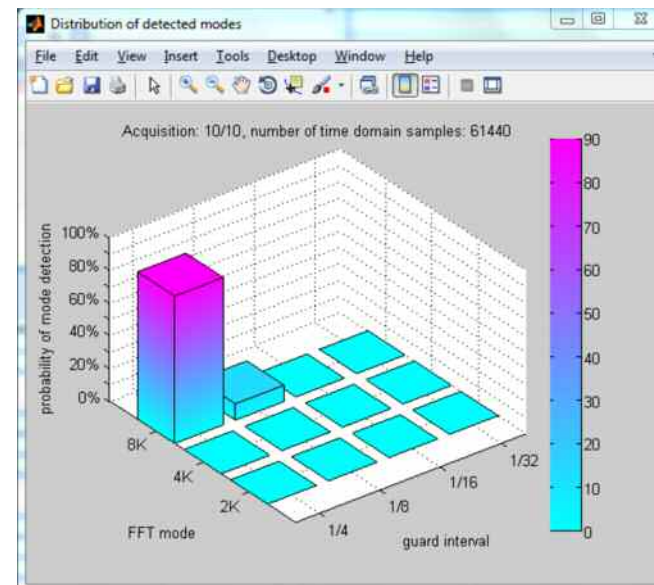 Distribution of detected modes
File Edit View Insert Tools Desktop Window Help
Acquisition: 10/10, number of time domain samples: 61440
probability of mode detection
100%
80%
60%
40%
20%
0%
8K
4K
2K
FFT mode
1/4
1/8
1/16
1/32
guard interval
90
80
70
60
50
40
30
20
10
0